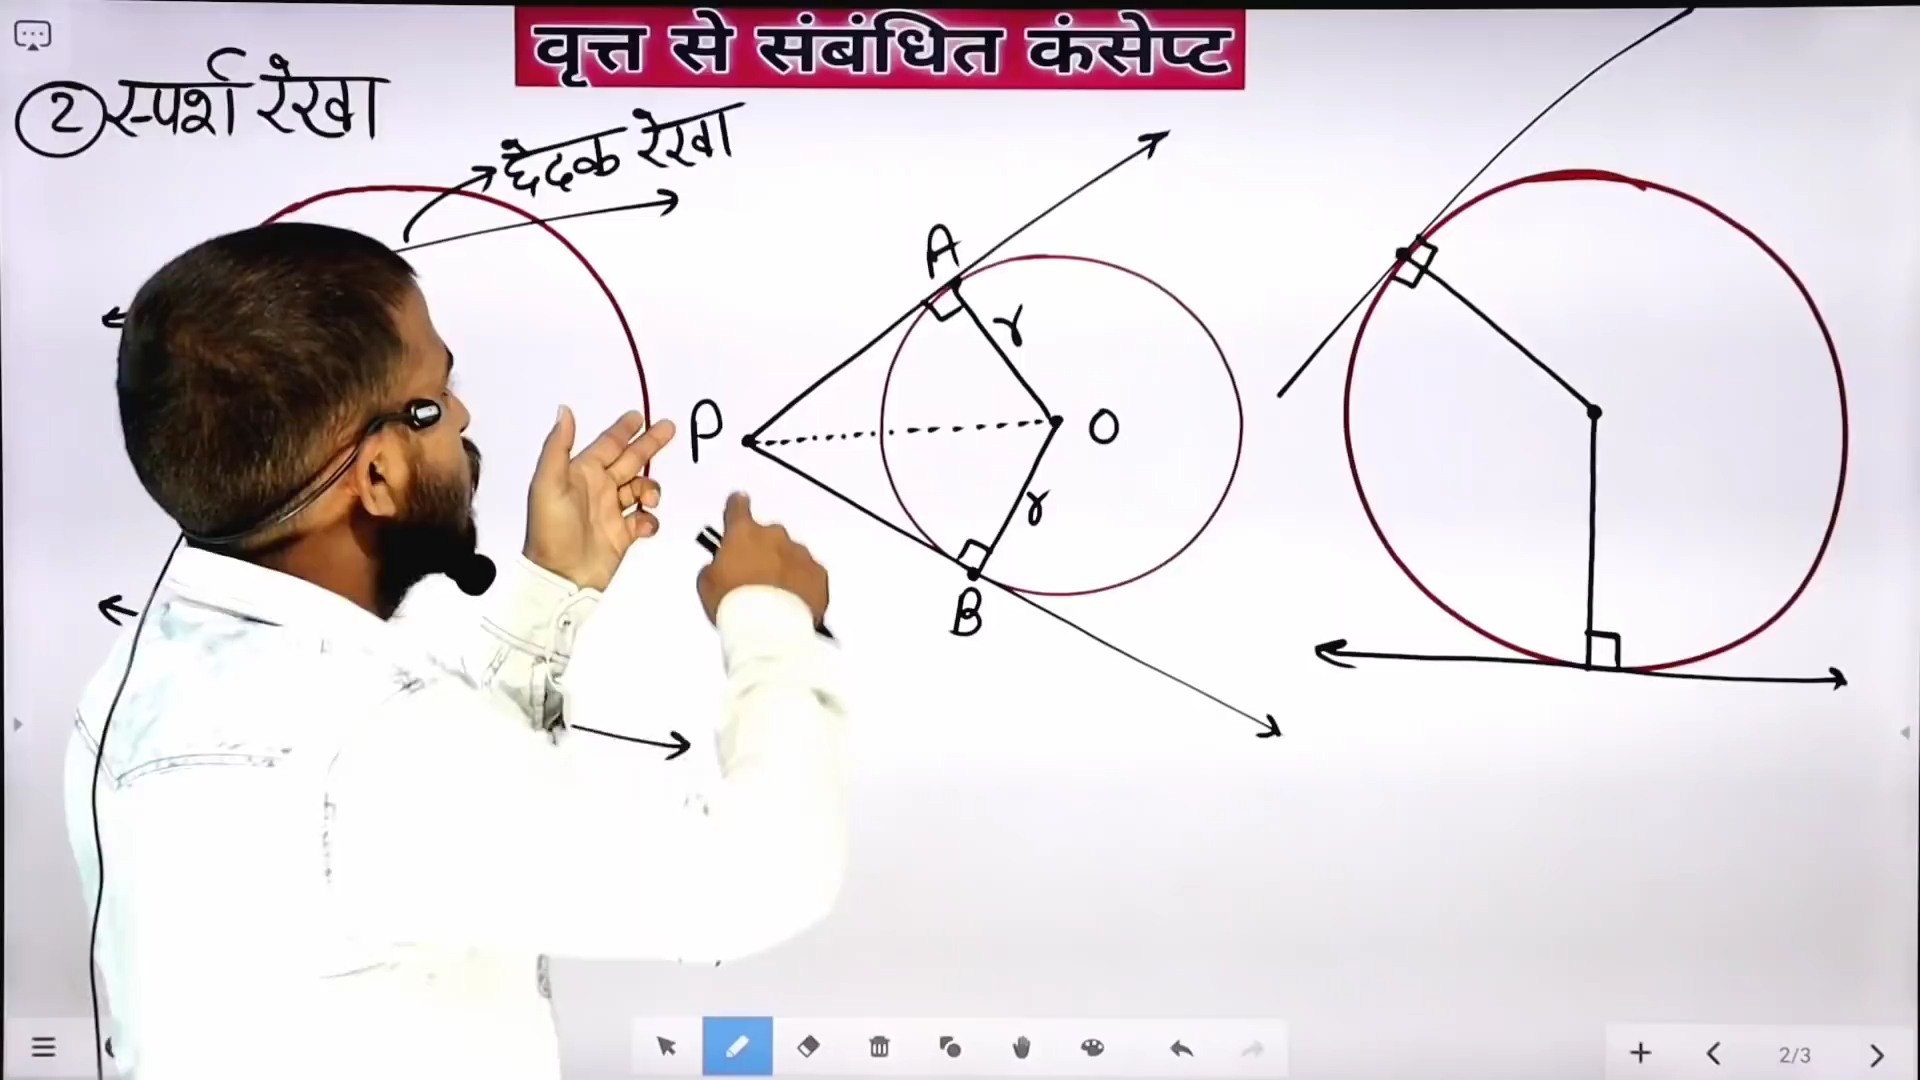 वृत्त से संबंधित कंसेप्ट
2 स्पर्श रेखा
छेदक रेखा
A
r
P
O
r
B
2/3